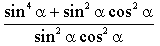 sin⁴ α + sin² α cos² α
sin² α cos² α